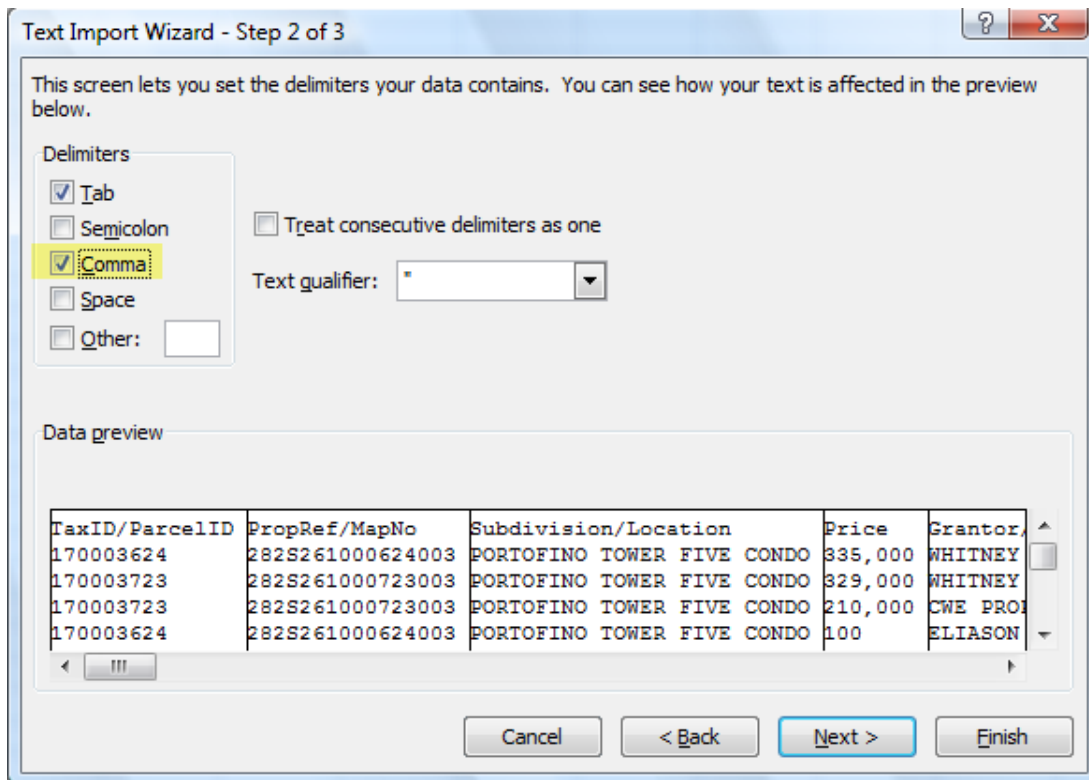 Text Import Wizard - Step 2 of 3
This screen lets you set the delimiters your data contains.  You can see how your text is affected in the preview
below.
Delimiters
Tab
Semicolon
Comma
Space
Other:
Treat consecutive delimiters as one
Text qualifier: "
Data preview
TaxID/ParcelID PropRef/MapNo Subdivision/Location Price Grantor/
170003624 282S261000624003 PORTOFINO TOWER FIVE CONDO 335,000 WHITNEY
170003723 282S261000723003 PORTOFINO TOWER FIVE CONDO 329,000 WHITNEY
170003723 282S261000723003 PORTOFINO TOWER FIVE CONDO 210,000 CWE
170003624 282S261000624003 PORTOFINO TOWER FIVE CONDO 100 ELIASON
Cancel < Back Next > Finish